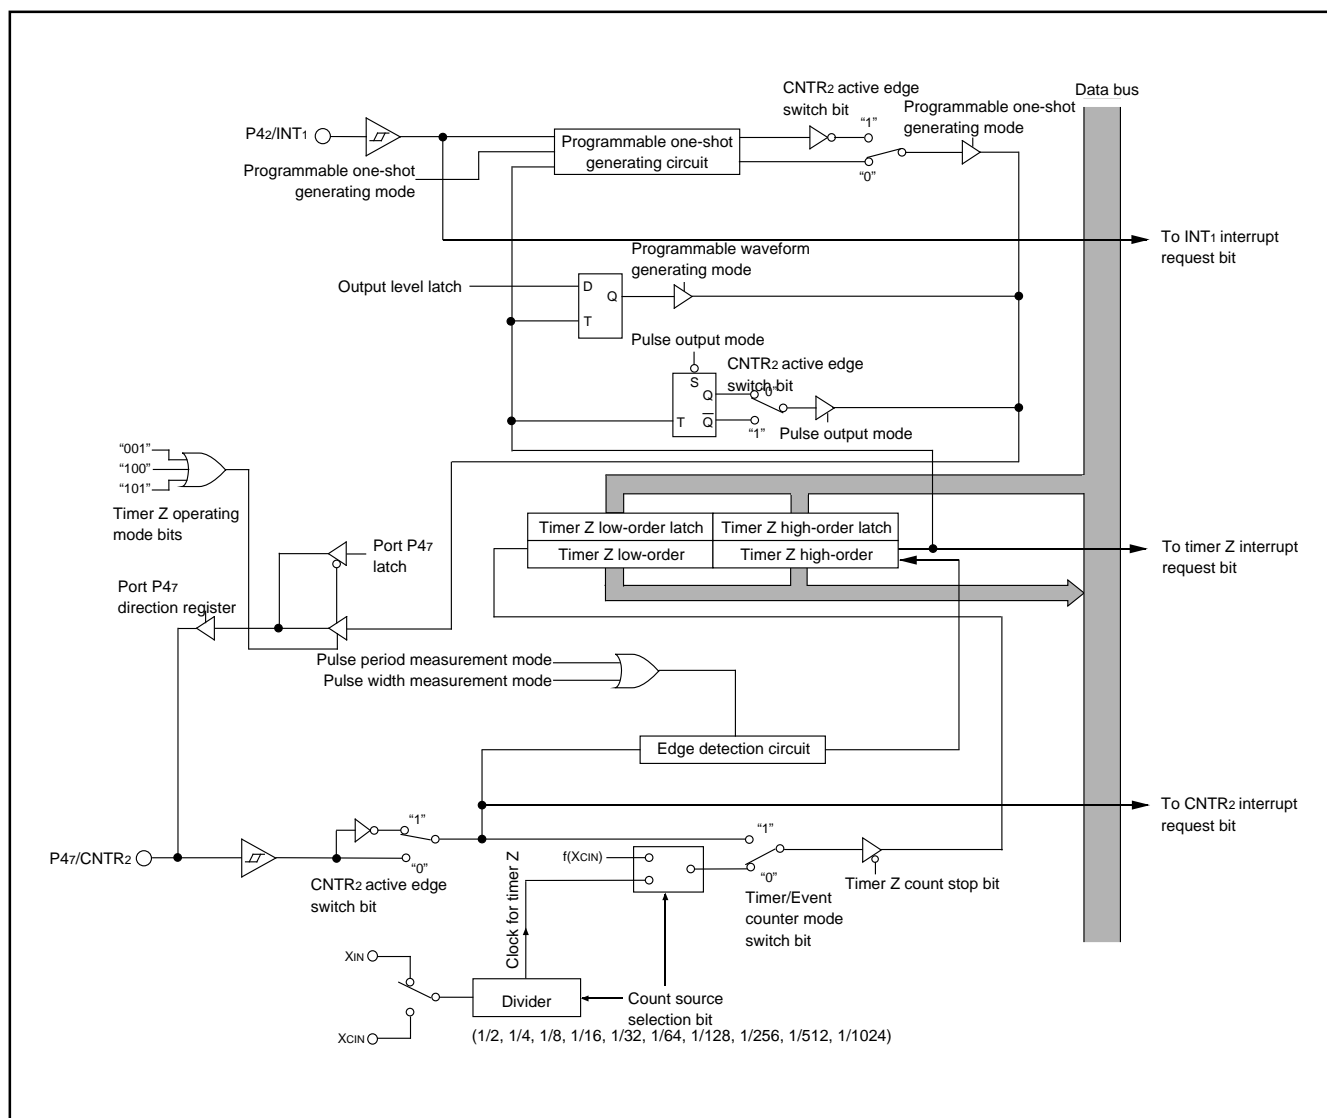 Data bus
CNTR2 active edge
switch bit
Programmable one-shot
generating mode
P42/INT1
"1"
"0"
Programmable one-shot
generating circuit
Programmable one-shot
generating mode
To INT1 interrupt
request bit
Programmable waveform
generating mode
Output level latch
D
Q
T
Pulse output mode
CNTR2 active edge
switch bit
S
Q
"0"
T
Q
"1"
Pulse output mode
"001"
"100"
"101"
Timer Z operating
mode bits
Timer Z low-order latch
Timer Z high-order latch
Timer Z low-order
Timer Z high-order
To timer Z interrupt
request bit
Port P47
latch
Port P47
direction register
Pulse period measurement mode
Pulse width measurement mode
Edge detection circuit
To CNTR2 interrupt
request bit
P47/CNTR2
"1"
"0"
CNTR2 active edge
switch bit
f(XCIN)
Clock for timer Z
"1"
"0"
Timer/Event
counter mode
switch bit
Timer Z count stop bit
XIN
XCIN
Divider
Count source
selection bit
(1/2, 1/4, 1/8, 1/16, 1/32, 1/64, 1/128, 1/256, 1/512, 1/1024)